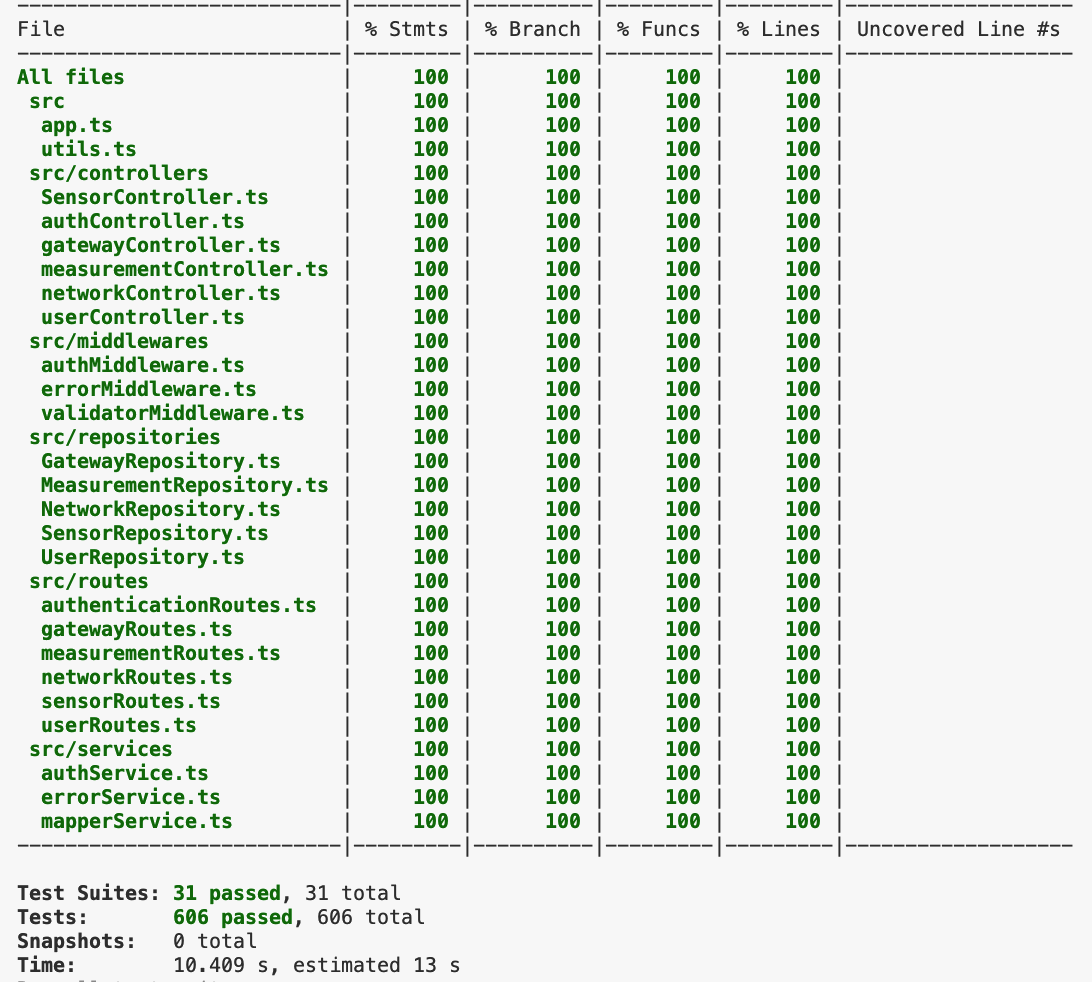 -----------------------------|---------|----------|---------|---------|-------------------
File                       | % Stmts | % Branch | % Funcs | % Lines | Uncovered Line #s
-----------------------------|---------|----------|---------|---------|-------------------
All files                  |     100 |      100 |     100 |     100 |
 src                       |     100 |      100 |     100 |     100 |
  app.ts                   |     100 |      100 |     100 |     100 |
  utils.ts                 |     100 |      100 |     100 |     100 |
 src/controllers           |     100 |      100 |     100 |     100 |
  SensorController.ts      |     100 |      100 |     100 |     100 |
  authController.ts        |     100 |      100 |     100 |     100 |
  gatewayController.ts     |     100 |      100 |     100 |     100 |
  measurementController.ts |     100 |      100 |     100 |     100 |
  networkController.ts     |     100 |      100 |     100 |     100 |
  userController.ts        |     100 |      100 |     100 |     100 |
 src/middlewares           |     100 |      100 |     100 |     100 |
  authMiddleware.ts        |     100 |      100 |     100 |     100 |
  errorMiddleware.ts       |     100 |      100 |     100 |     100 |
  validatorMiddleware.ts   |     100 |      100 |     100 |     100 |
 src/repositories          |     100 |      100 |     100 |     100 |
  GatewayRepository.ts     |     100 |      100 |     100 |     100 |
  MeasurementRepository.ts |     100 |      100 |     100 |     100 |
  NetworkRepository.ts     |     100 |      100 |     100 |     100 |
  SensorRepository.ts      |     100 |      100 |     100 |     100 |
  UserRepository.ts        |     100 |      100 |     100 |     100 |
 src/routes                |     100 |      100 |     100 |     100 |
  authenticationRoutes.ts  |     100 |      100 |     100 |     100 |
  gatewayRoutes.ts         |     100 |      100 |     100 |     100 |
  measurementRoutes.ts     |     100 |      100 |     100 |     100 |
  networkRoutes.ts         |     100 |      100 |     100 |     100 |
  sensorRoutes.ts          |     100 |      100 |     100 |     100 |
  userRoutes.ts            |     100 |      100 |     100 |     100 |
 src/services              |     100 |      100 |     100 |     100 |
  authService.ts           |     100 |      100 |     100 |     100 |
  errorService.ts          |     100 |      100 |     100 |     100 |
  mapperService.ts         |     100 |      100 |     100 |     100 |
-----------------------------|---------|----------|---------|---------|-------------------
Test Suites: 31 passed, 31 total
Tests:       606 passed, 606 total
Snapshots:   0 total
Time:        10.409 s, estimated 13 s